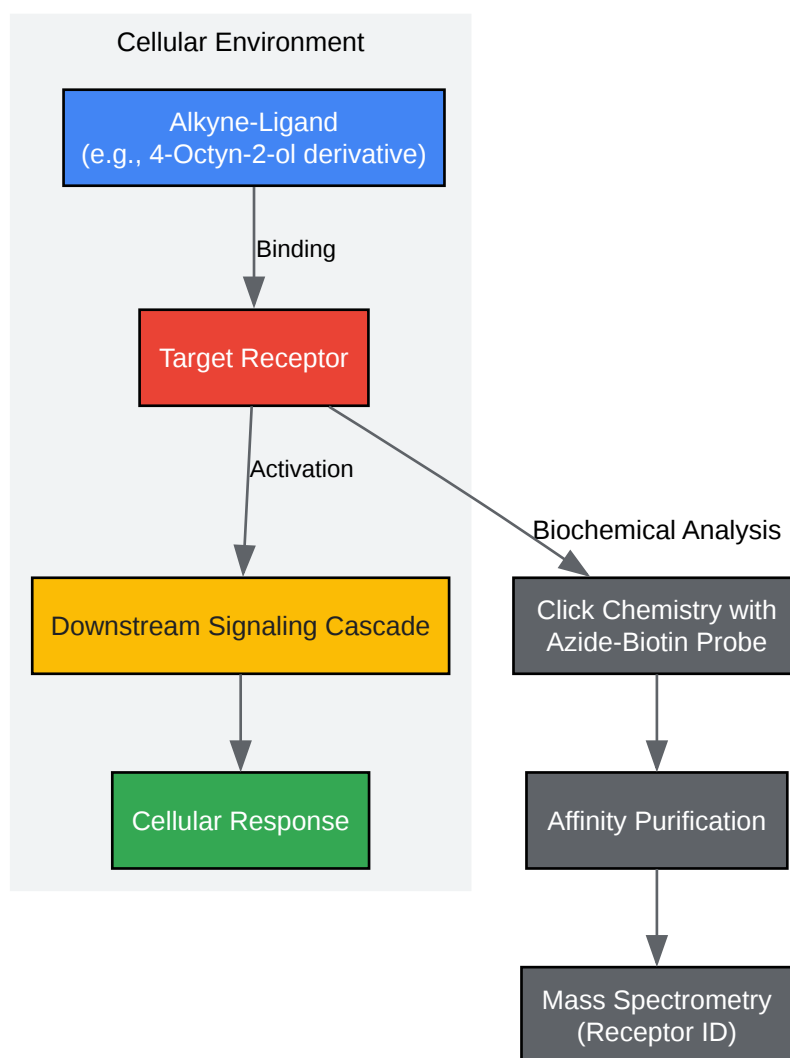 Cellular Environment
Alkyne-Ligand
(e.g., 4-Octyn-2-ol derivative)
Binding
Target Receptor
Activation
Biochemical Analysis
Downstream Signaling Cascade
Click Chemistry with
Azide-Biotin Probe
Cellular Response
Affinity Purification
Mass Spectrometry
(Receptor ID)